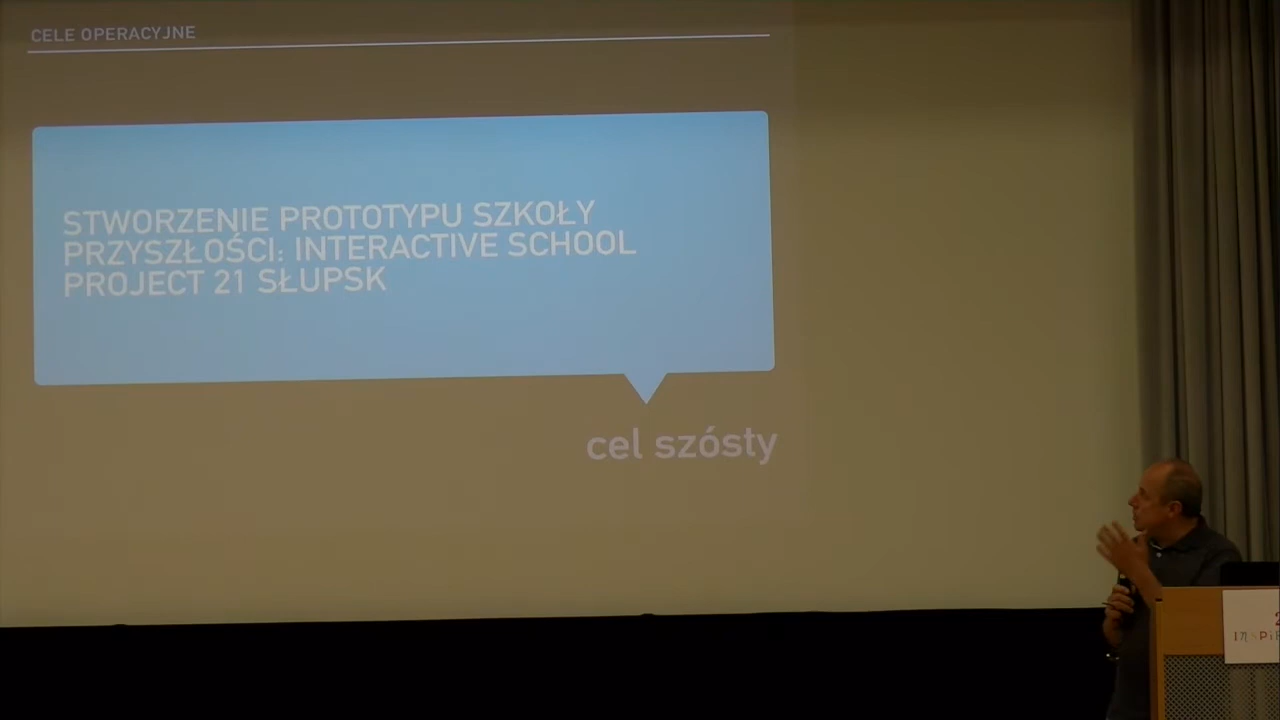 CELE OPERACYJNE
STWORZENIE PROTOTYPU SZKOŁY
PRZYSZŁOŚCI: INTERACTIVE SCHOOL
PROJECT 21 SŁUPSK
cel szósty